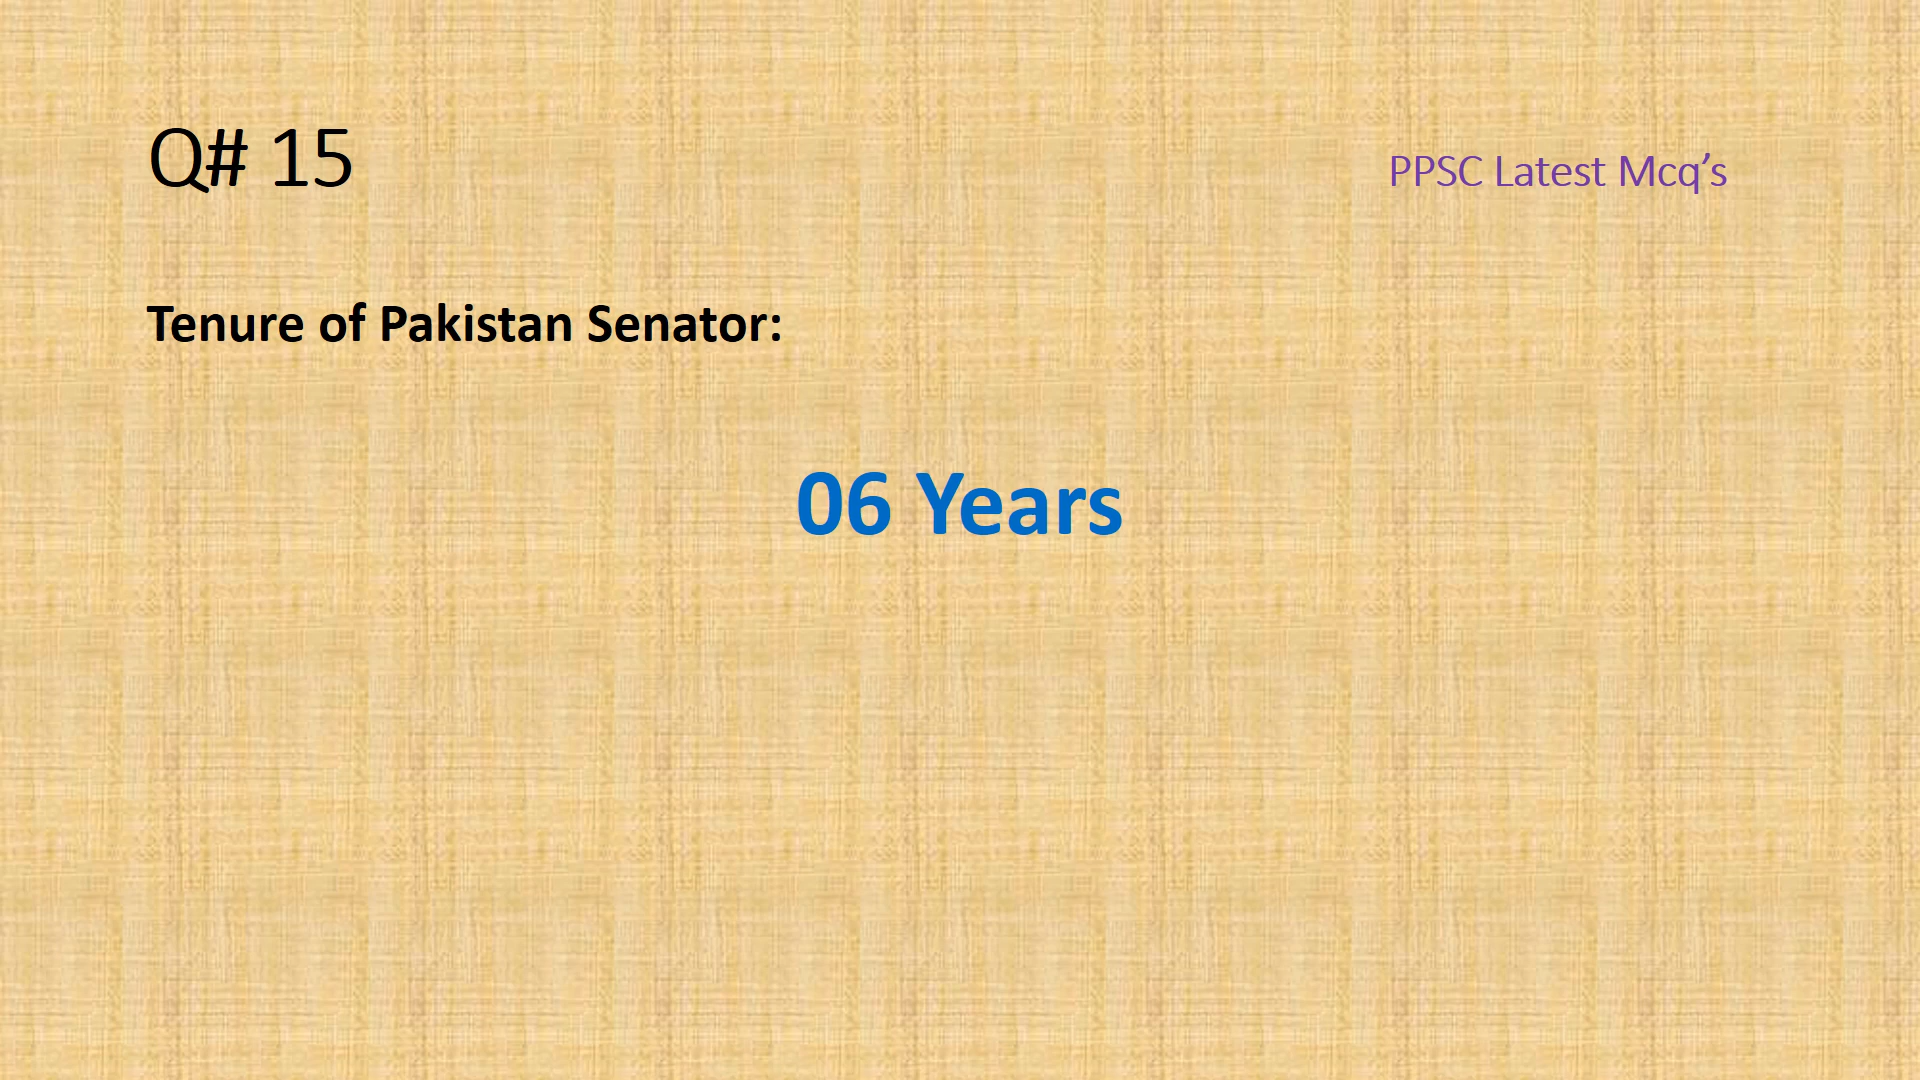 Q# 15
PPSC Latest Mcq’s
Tenure of Pakistan Senator:
06 Years